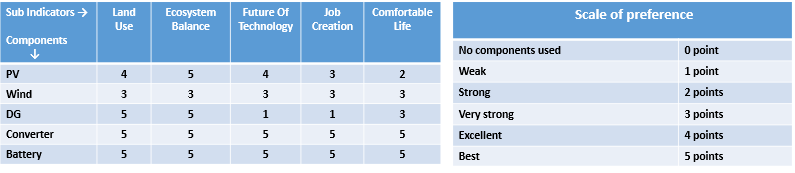 Sub Indicators → Land Use Ecosystem Balance Future Of Technology Job Creation Comfortable Life
Components ↓
PV 4 5 4 3 2
Wind 3 3 3 3 3
DG 5 5 1 1 3
Converter 5 5 5 5 5
Battery 5 5 5 5 5
Scale of preference
No components used 0 point
Weak 1 point
Strong 2 points
Very strong 3 points
Excellent 4 points
Best 5 points